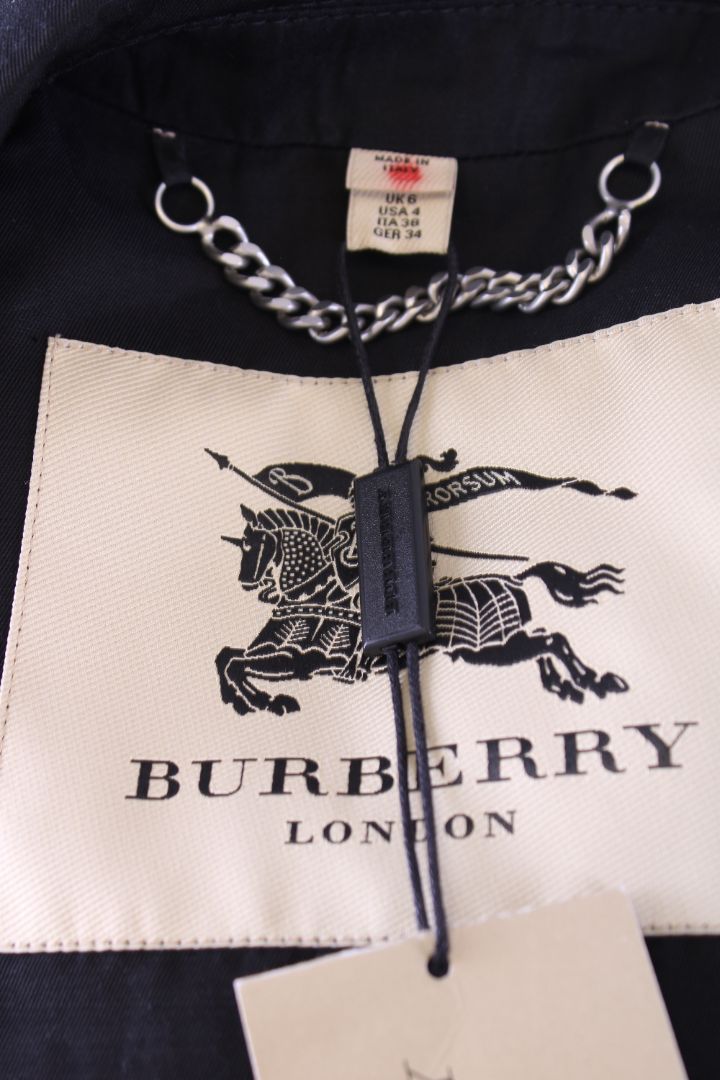 MADE IN
ITALY
UK 6
USA 4
ITA 38
GER 34
B
RORSUM
BURBERRY
LONDON